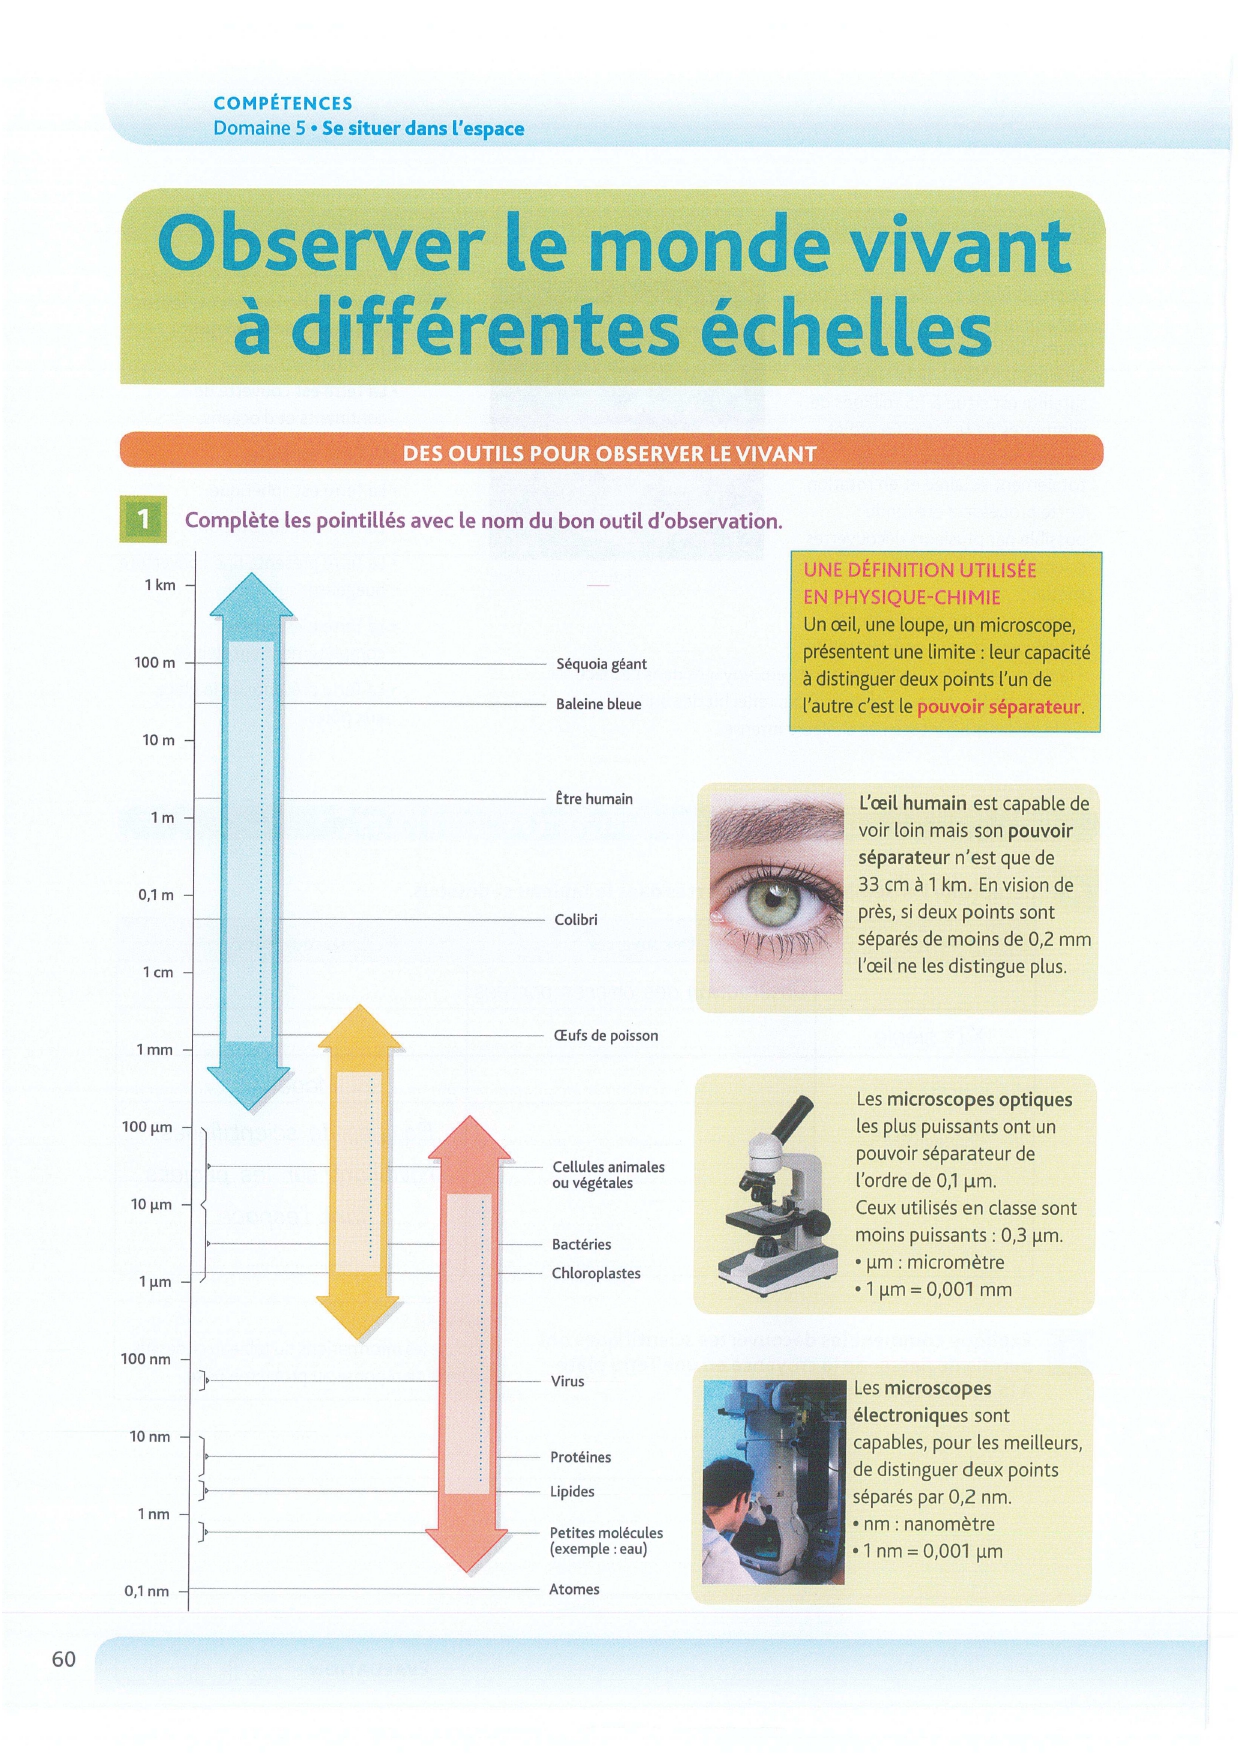 COMPÉTENCES
Domaine 5 • Se situer dans l'espace
Observer le monde vivant
à différentes échelles
DES OUTILS POUR OBSERVER LE VIVANT
1 Complète les pointillés avec le nom du bon outil d'observation.
1 km
100 m
10 m
1 m
0,1 m
1 cm
1 mm
100 µm
10 µm
1 µm
100 nm
10 nm
1 nm
0,1 nm
Séquoia géant
Baleine bleue
Être humain
Colibri
Œufs de poisson
Cellules animales
ou végétales
Bactéries
Chloroplastes
Virus
Protéines
Lipides
Petites molécules
(exemple : eau)
Atomes
UNE DÉFINITION UTILISÉE
EN PHYSIQUE-CHIMIE
Un œil, une loupe, un microscope,
présentent une limite : leur capacité
à distinguer deux points l'un de
l'autre c'est le pouvoir séparateur.
L'œil humain est capable de
voir loin mais son pouvoir
séparateur n'est que de
33 cm à 1 km. En vision de
près, si deux points sont
séparés de moins de 0,2 mm
l'œil ne les distingue plus.
Les microscopes optiques
les plus puissants ont un
pouvoir séparateur de
l'ordre de 0,1 µm.
Ceux utilisés en classe sont
moins puissants : 0,3 µm.
• µm : micromètre
• 1 µm = 0,001 mm
Les microscopes
électroniques sont
capables, pour les meilleurs,
de distinguer deux points
séparés par 0,2 nm.
• nm : nanomètre
• 1 nm = 0,001 µm
60